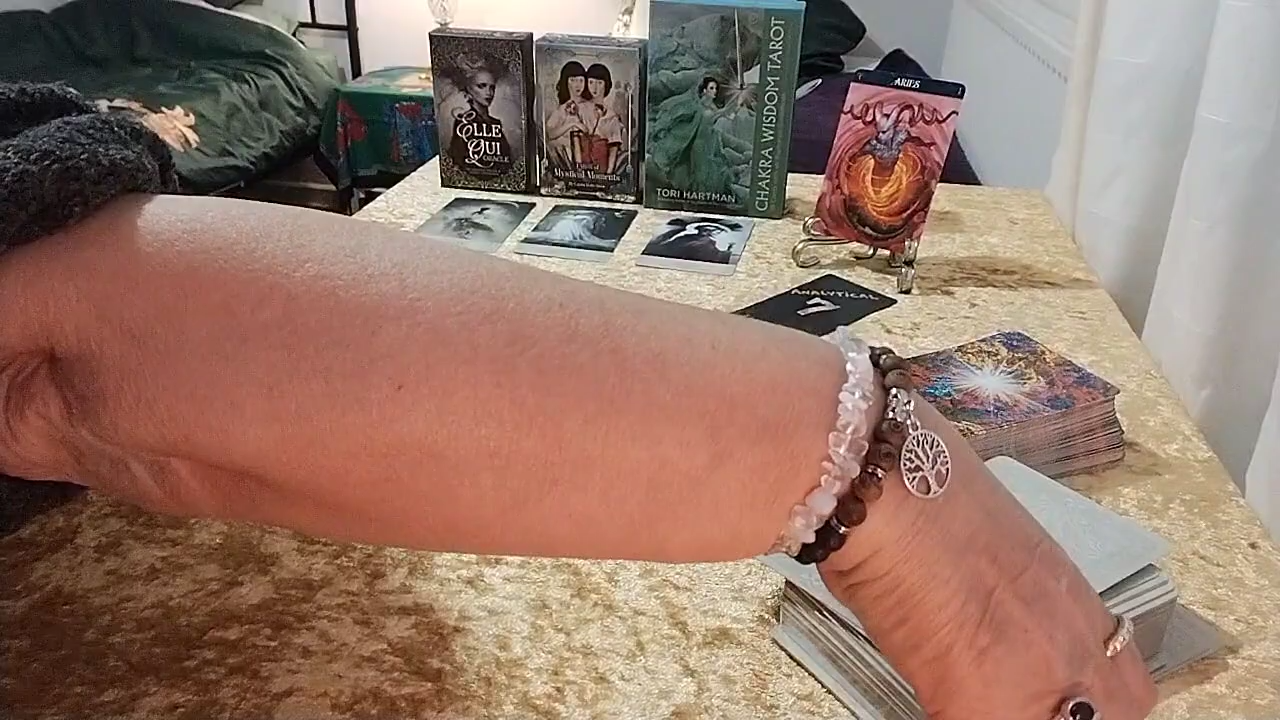 ELLE
QUI
ORACLE
Mystical Moments
CHAKRA WISDOM TAROT
TORI HARTMAN
ARIES
ANALYTICAL
7